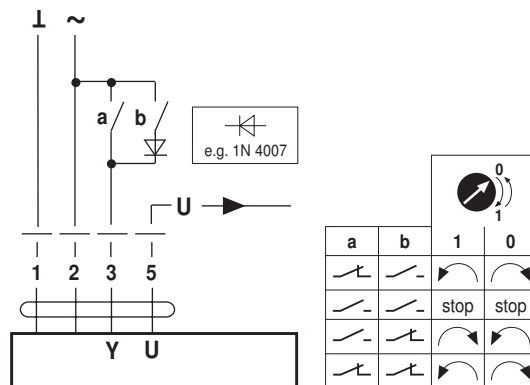 ⊥ ~
a b
e.g. 1N 4007
U
1 2 3 5
Y U
0
1
a b 1 0
stop stop